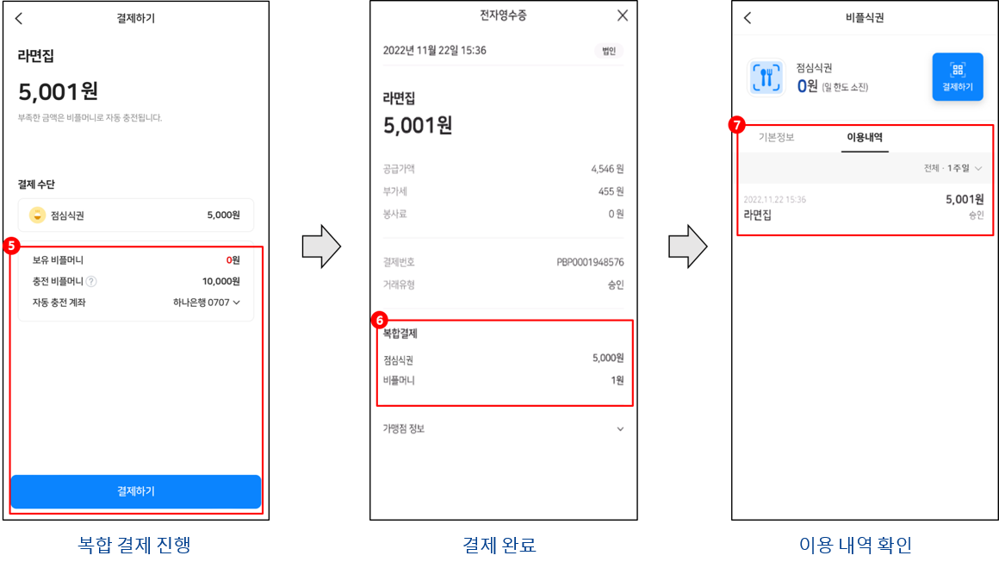 결제하기
라면집
5,001원
부족한 금액은 비플머니로 자동 충전됩니다.
결제 수단
점심식권 5,000원
5
보유 비플머니 0원
충전 비플머니 ? 10,000원
자동 충전 계좌 하나은행 0707
결제하기
복합 결제 진행
전자영수증
2022년 11월 22일 15:36 법인
라면집
5,001원
공급가액 4,546 원
부가세 455 원
봉사료 0 원
결제번호 PBP0001948576
거래유형 승인
6
복합결제
점심식권 5,000원
비플머니 1원
가맹점 정보
결제 완료
비플식권
점심식권
0원 (일 한도 소진)
결제하기
7
기본정보 이용내역
전체 · 1주일
2022.11.22 15:36 5,001원
라면집 승인
이용 내역 확인